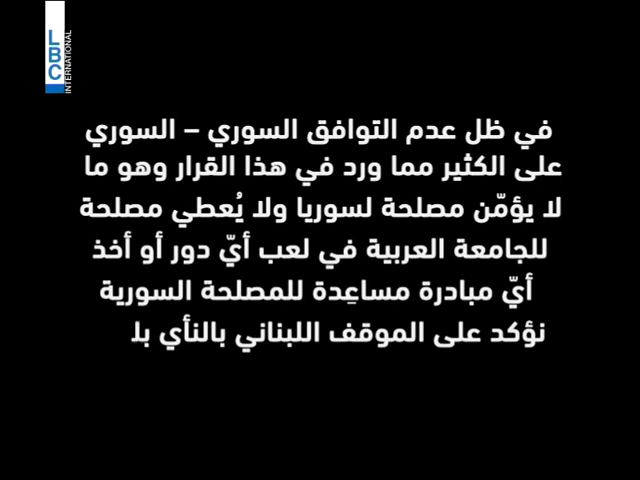 LBC
INTERNATIONAL
في ظل عدم التوافق السوري – السوري
على الكثير مما ورد في هذا القرار وهو ما
لا يؤمّن مصلحة لسوريا ولا يُعطي مصلحة
للجامعة العربية في لعب أيّ دور أو أخذ
أيّ مبادرة مساعِدة للمصلحة السورية
نؤكد على الموقف اللبناني بالنأي بل